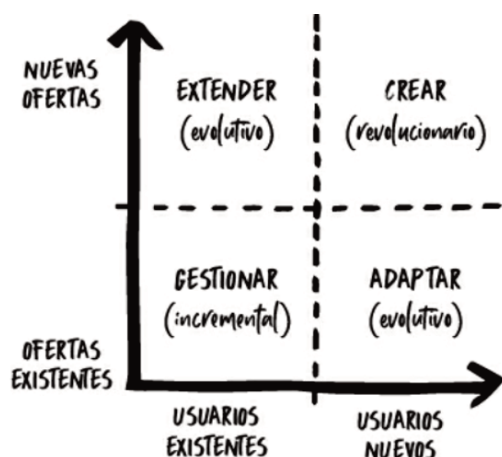 NUEVAS
OFERTAS
EXTENDER
(evolutivo)
CREAR
(revolucionario)
GESTIONAR
(incremental)
ADAPTAR
(evolutivo)
OFERTAS
EXISTENTES
USUARIOS
EXISTENTES
USUARIOS
NUEVOS